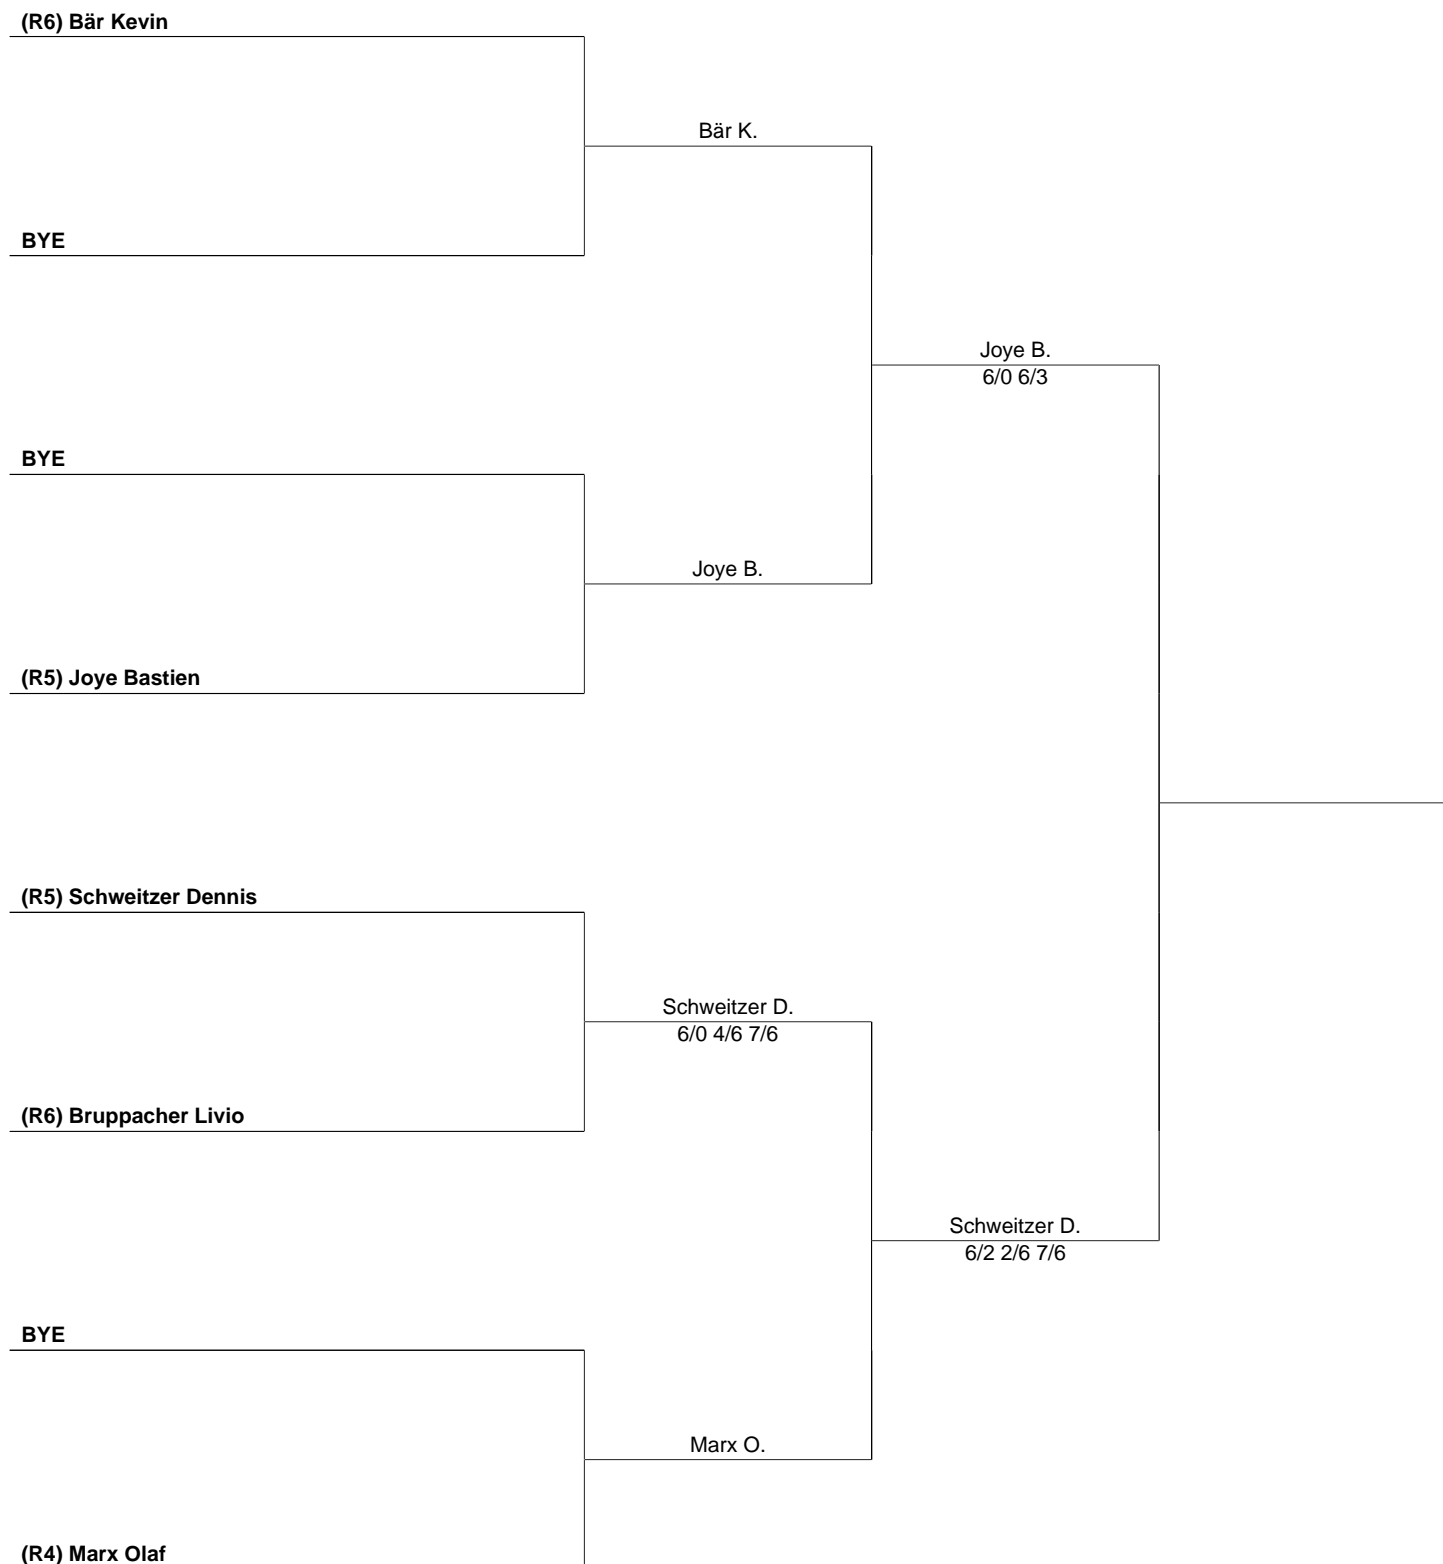 (R6) Bär Kevin
Bär K.
BYE
Joye B.
6/0 6/3
BYE
Joye B.
(R5) Joye Bastien
(R5) Schweitzer Dennis
Schweitzer D.
6/0 4/6 7/6
(R6) Bruppacher Livio
Schweitzer D.
6/2 2/6 7/6
BYE
Marx O.
(R4) Marx Olaf